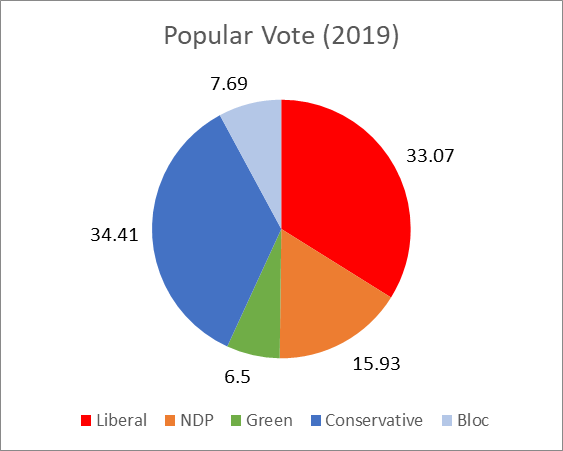 Popular Vote (2019)
7.69
33.07
34.41
15.93
6.5
Liberal NDP Green Conservative Bloc